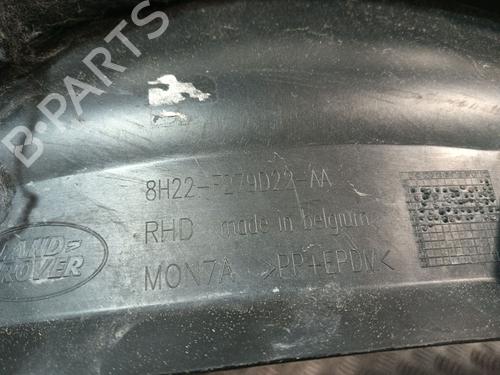 B-PARTS
8H22-F279D22-AA
RHD made in belgium
LAND-
ROVER
MON7A >PP+EPDM<